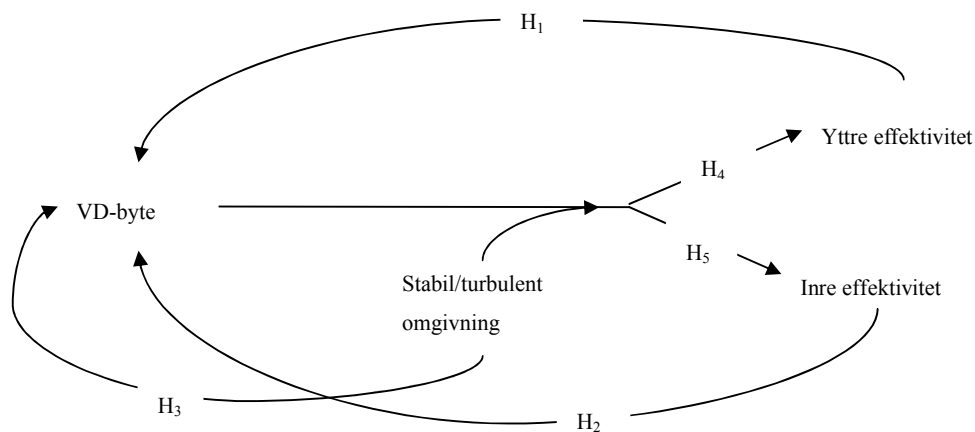 H₁
Yttre effektivitet
H₄
VD-byte
H₅
Stabil/turbulent
omgivning
Inre effektivitet
H₃
H₂